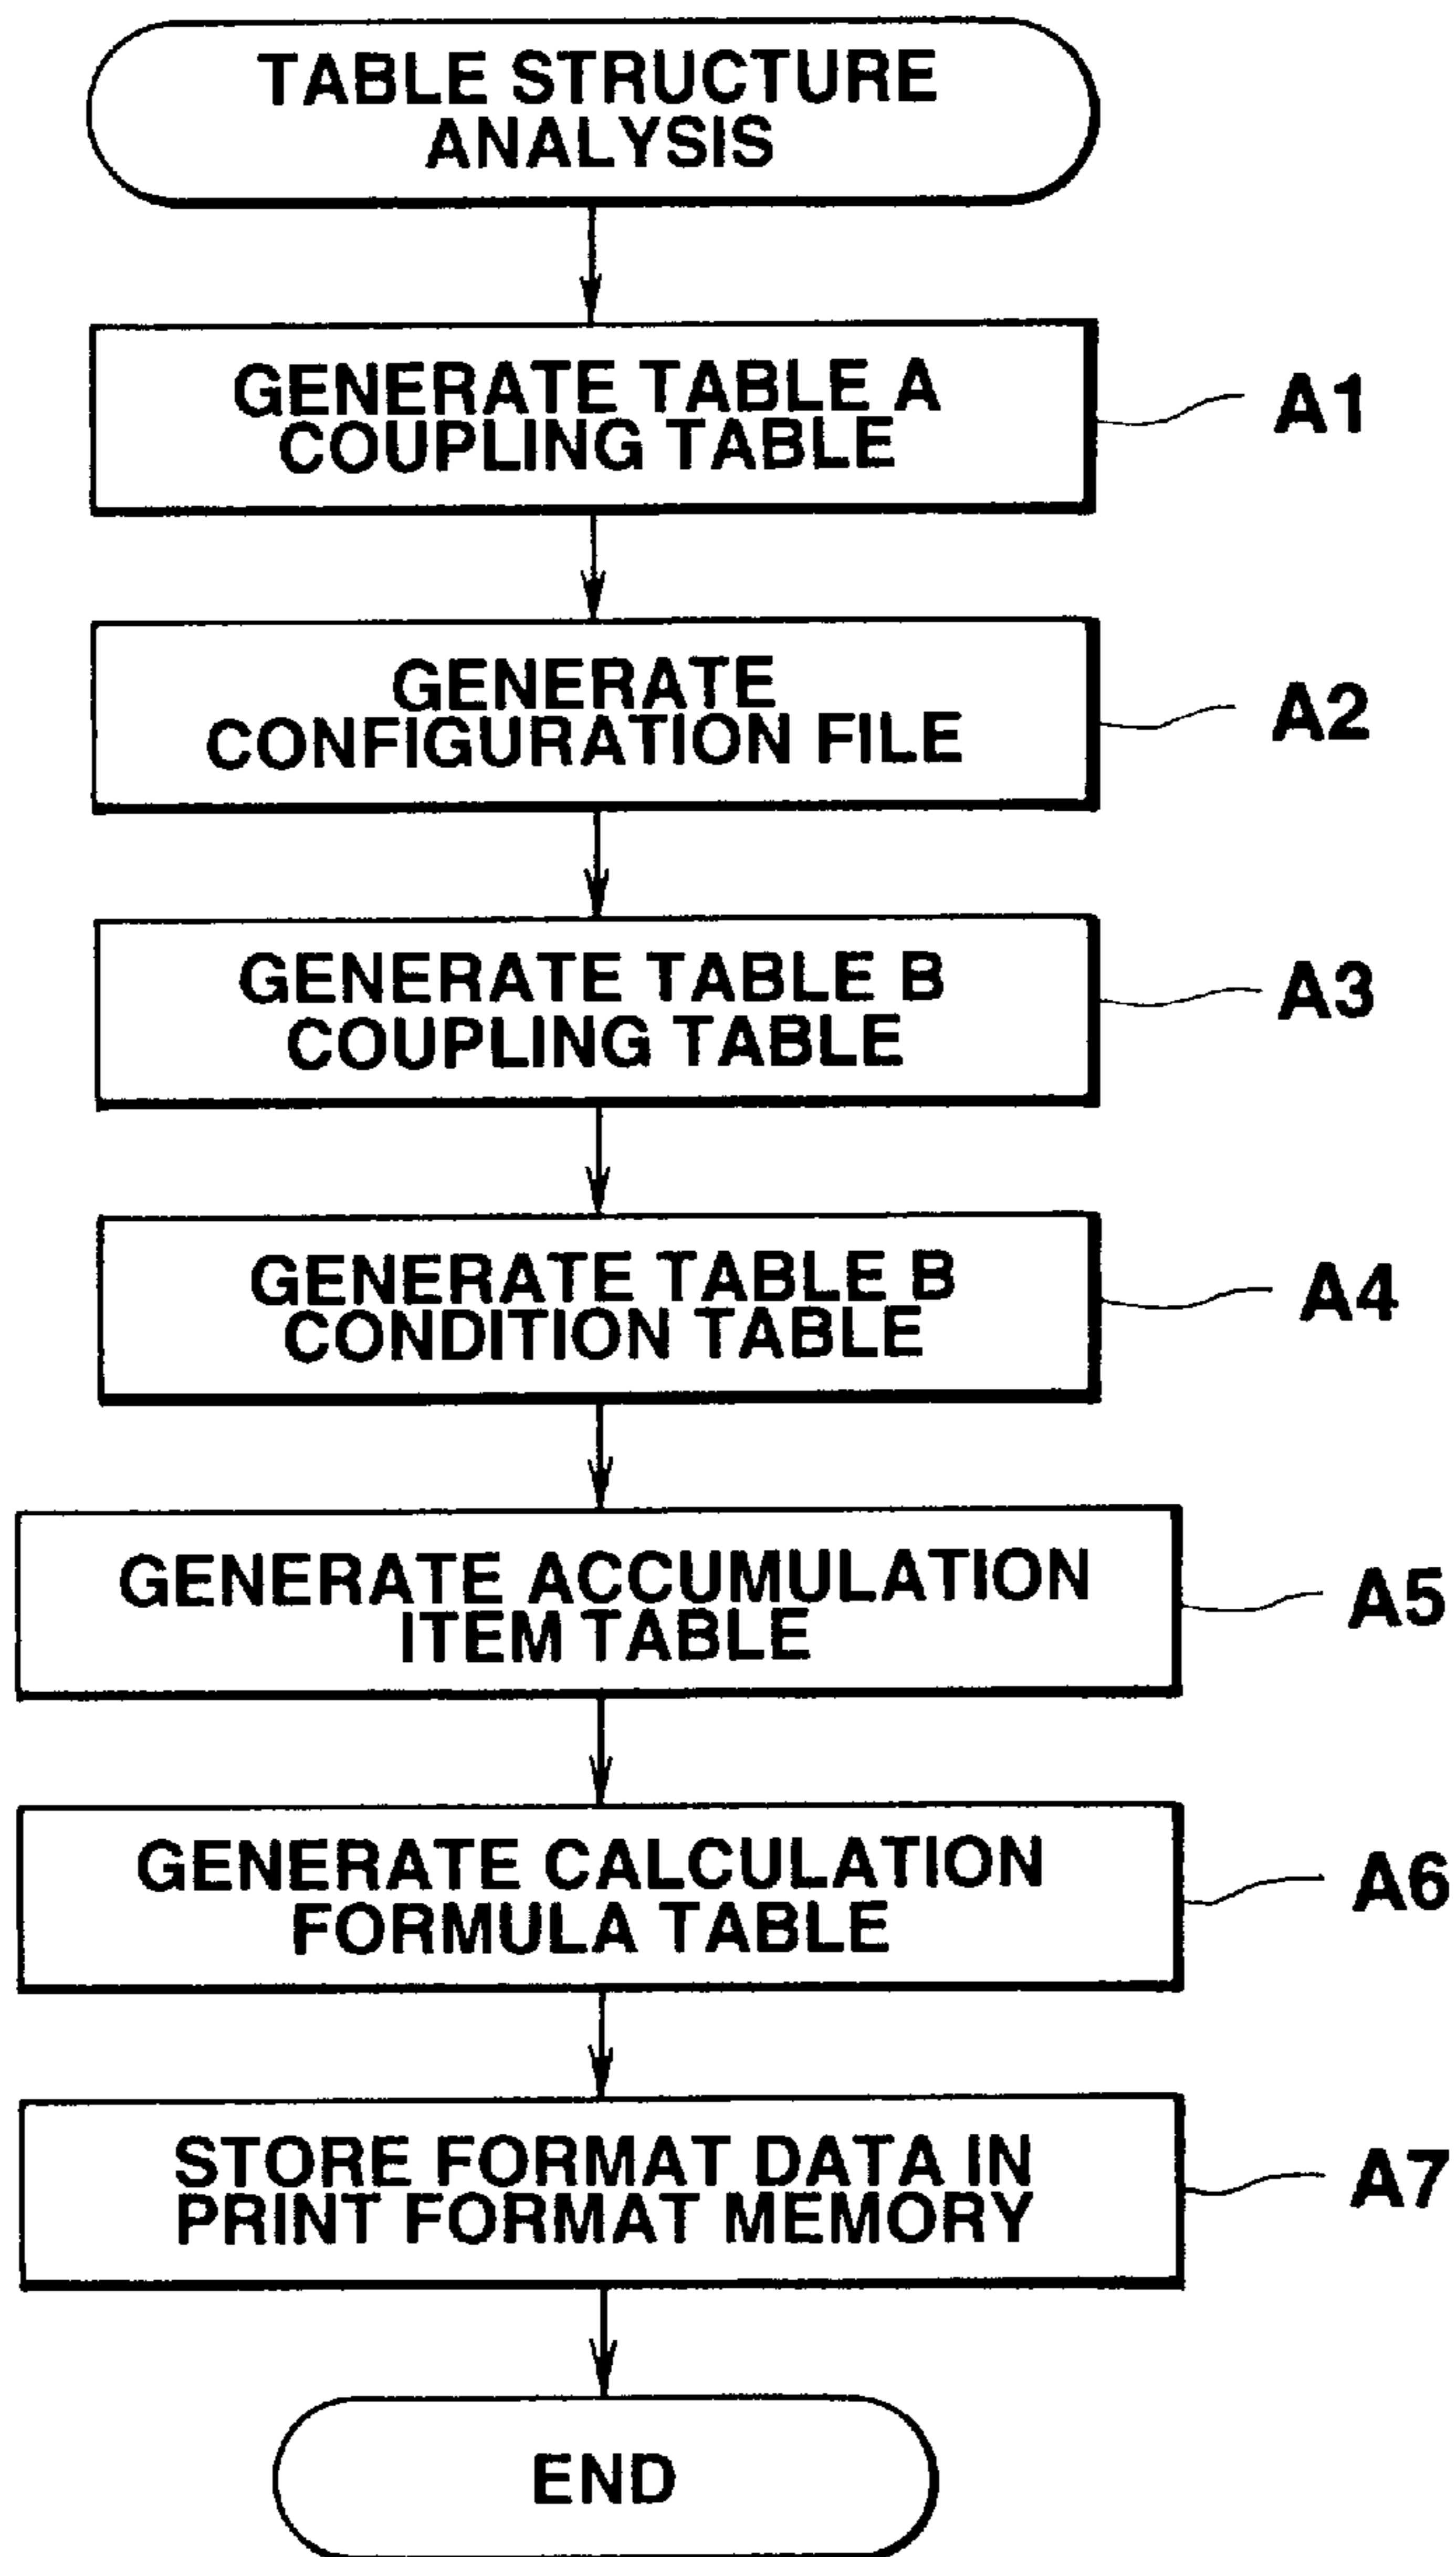 TABLE STRUCTURE
ANALYSIS
GENERATE TABLE A
COUPLING TABLE
A1
GENERATE
CONFIGURATION FILE
A2
GENERATE TABLE B
COUPLING TABLE
A3
GENERATE TABLE B
CONDITION TABLE
A4
GENERATE ACCUMULATION
ITEM TABLE
A5
GENERATE CALCULATION
FORMULA TABLE
A6
STORE FORMAT DATA IN
PRINT FORMAT MEMORY
A7
END